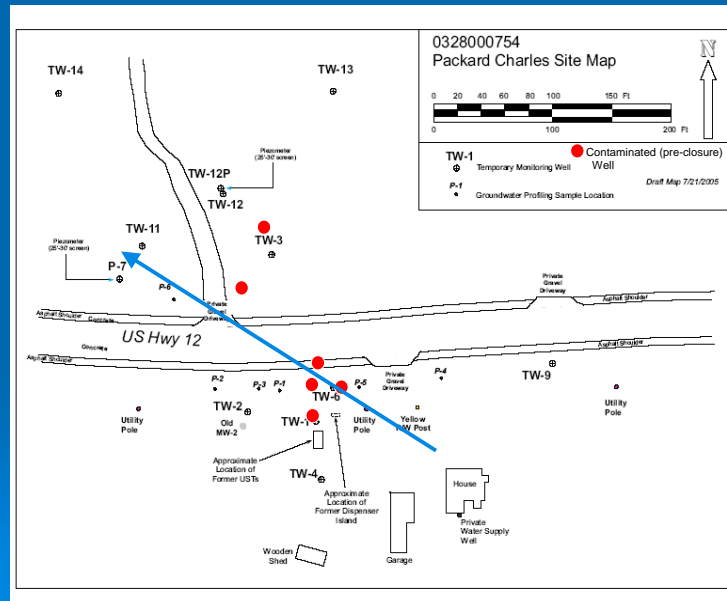 0328000754
Packard Charles Site Map
N
0 20 40 60 80 100 150 Ft
0 100 200 Ft
TW-1
Temporary Monitoring Well
Contaminated (pre-closure)
Well
P-1
Groundwater Profiling Sample Location
Draft Map 7/21/2005
TW-14
TW-13
Piezometer
(25'-30' screen)
TW-12P
TW-12
TW-11
TW-3
Piezometer
(25'-30' screen)
P-7
P-6
Private
Gravel
Driveway
Private
Gravel
Driveway
Asphalt Shoulder
Asphalt Shoulder
Concrete
US Hwy 12
Concrete
Asphalt Shoulder
Asphalt Shoulder
Private
Gravel
Driveway
TW-9
P-2
P-3
P-1
P-5
P-4
TW-6
TW-2
Utility
Pole
Old
MW-2
Utility
Pole
Yellow
Post
Utility
Pole
Approximate
Location of
Former USTs
TW-4
Approximate
Location of
Former Dispenser
Island
House
Private
Water Supply
Well
Wooden
Shed
Garage